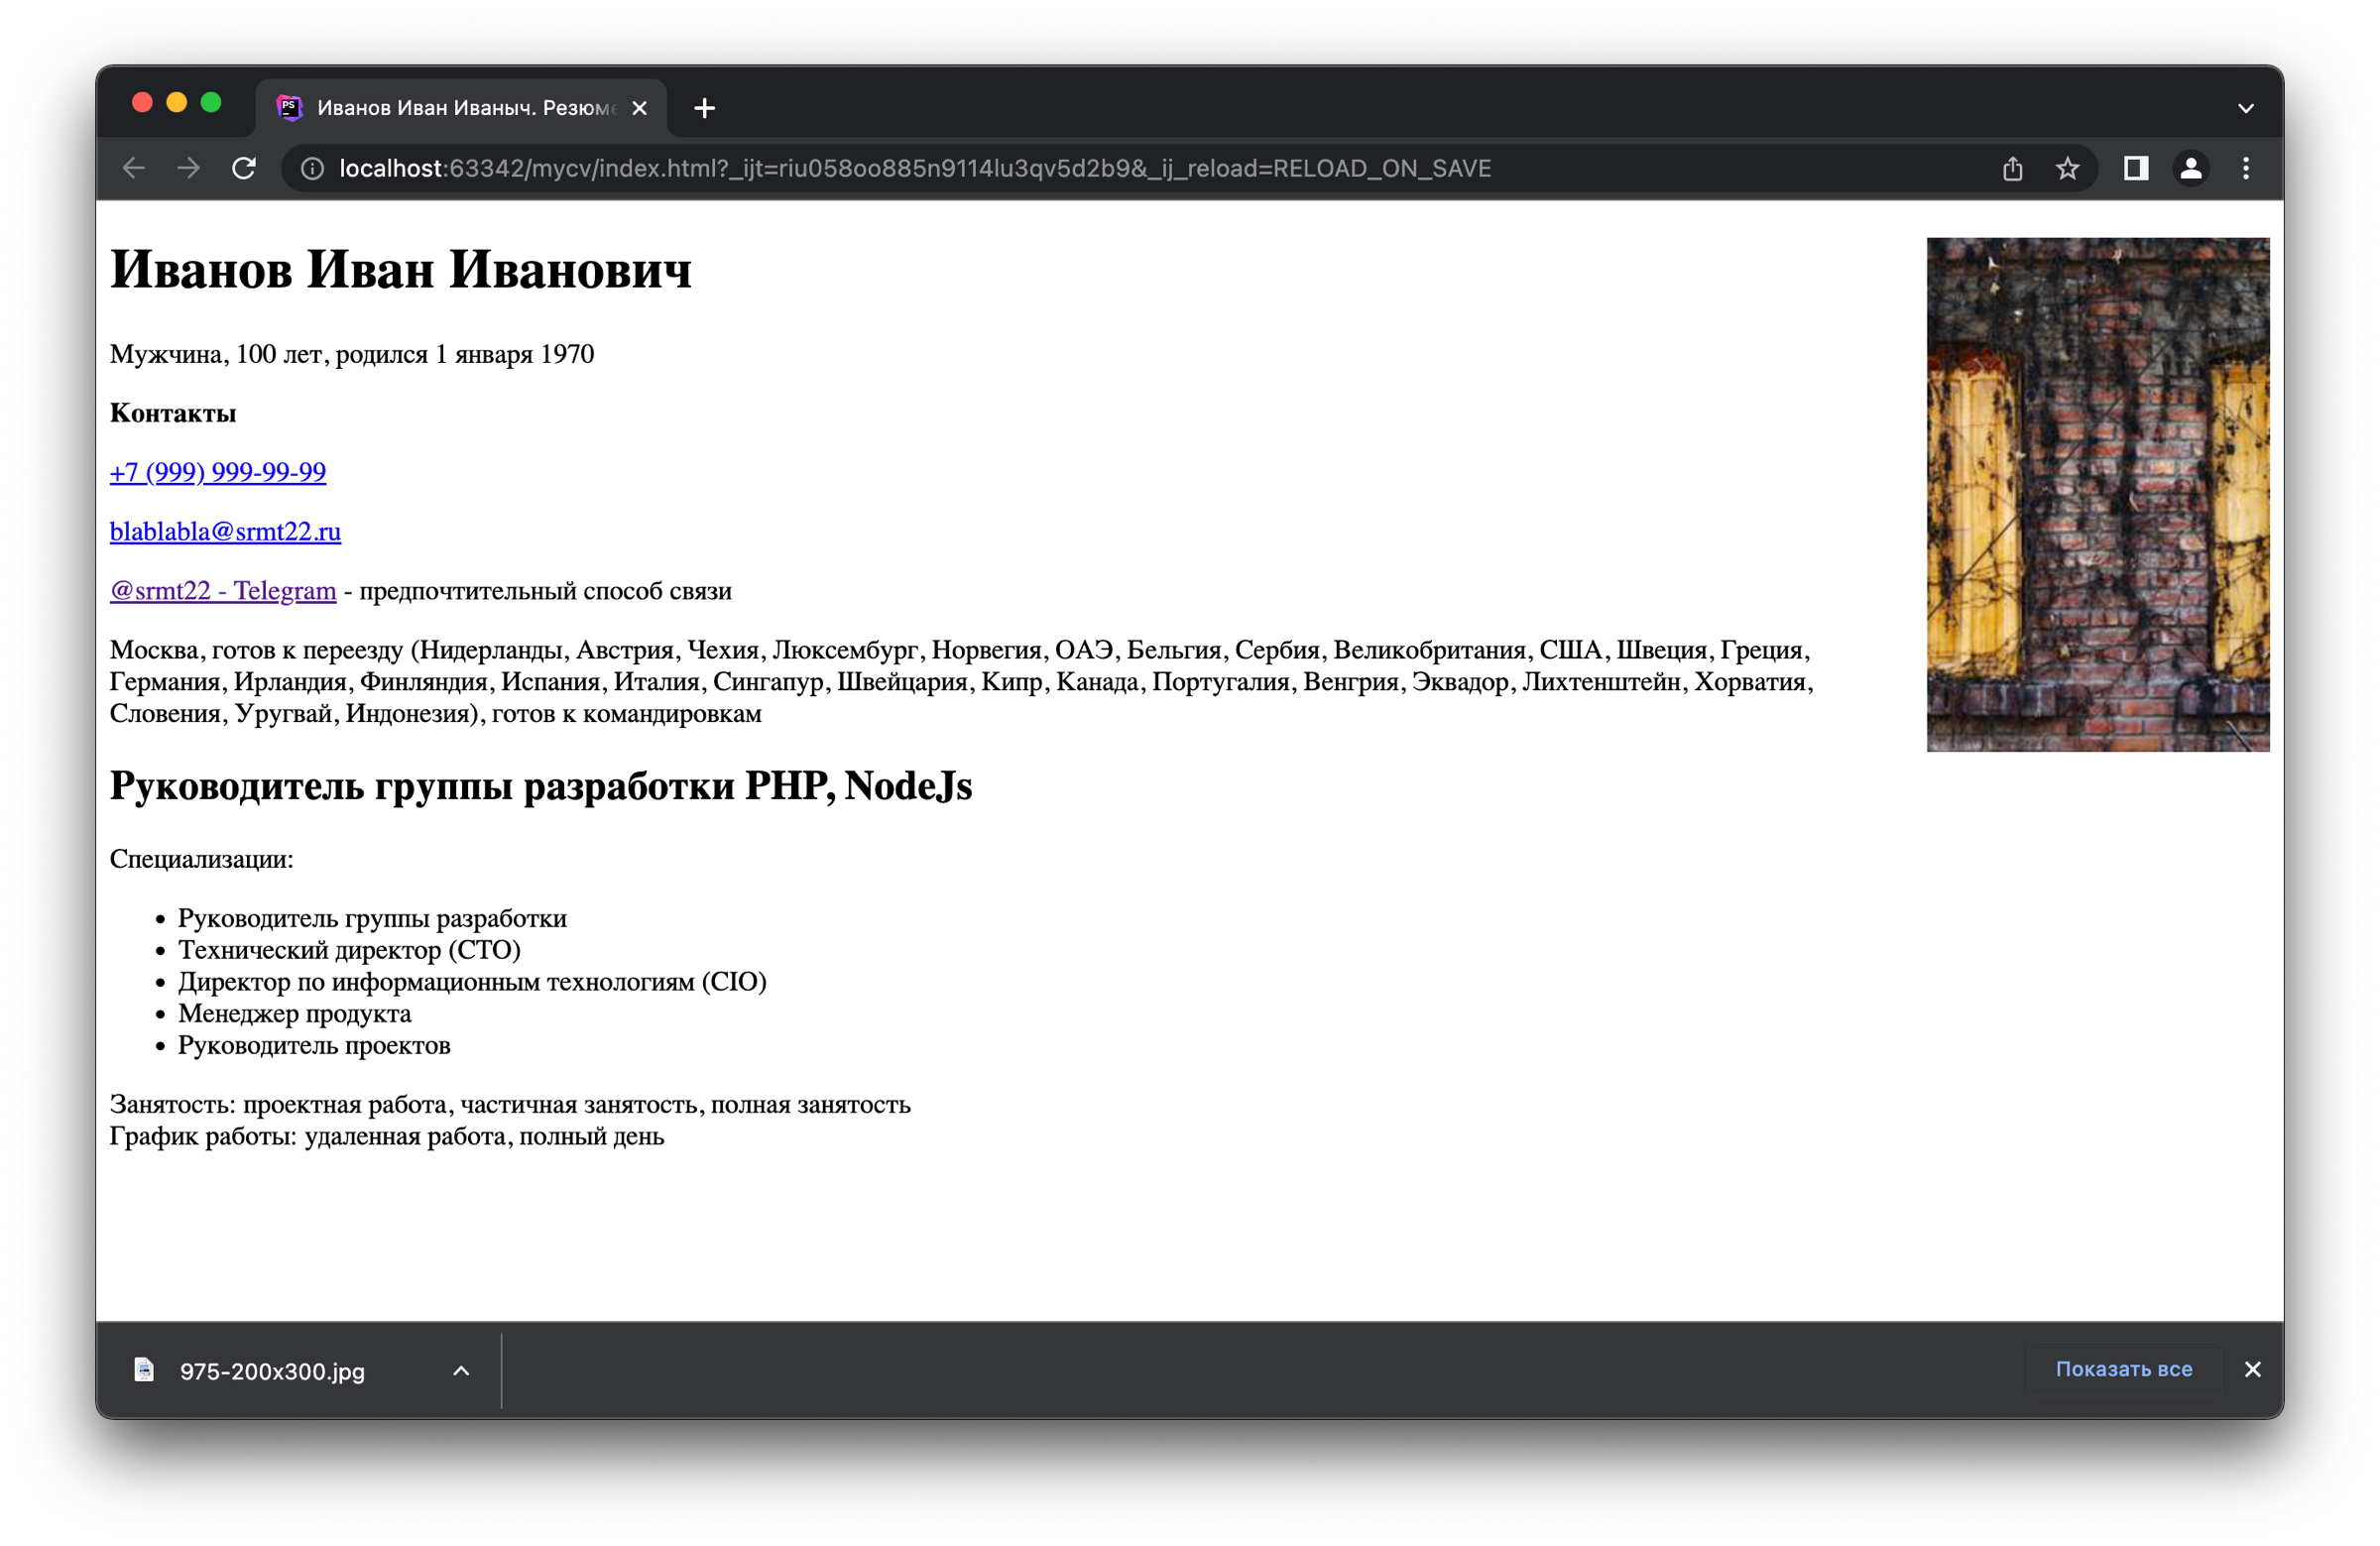 PS
Иванов Иван Иваныч. Резюме
localhost:63342/mycv/index.html?_ijt=riu058oo885n9114lu3qv5d2b9&_ij_reload=RELOAD_ON_SAVE
Иванов Иван Иванович
Мужчина, 100 лет, родился 1 января 1970
Контакты
+7 (999) 999-99-99
blablabla@srmt22.ru
@srmt22 - Telegram - предпочтительный способ связи
Москва, готов к переезду (Нидерланды, Австрия, Чехия, Люксембург, Норвегия, ОАЭ, Бельгия, Сербия, Великобритания, США, Швеция, Греция,
Германия, Ирландия, Финляндия, Испания, Италия, Сингапур, Швейцария, Кипр, Канада, Португалия, Венгрия, Эквадор, Лихтенштейн, Хорватия,
Словения, Уругвай, Индонезия), готов к командировкам
Руководитель группы разработки PHP, NodeJs
Специализации:
• Руководитель группы разработки
• Технический директор (CTO)
• Директор по информационным технологиям (CIO)
• Менеджер продукта
• Руководитель проектов
Занятость: проектная работа, частичная занятость, полная занятость
График работы: удаленная работа, полный день
975-200x300.jpg
Показать все